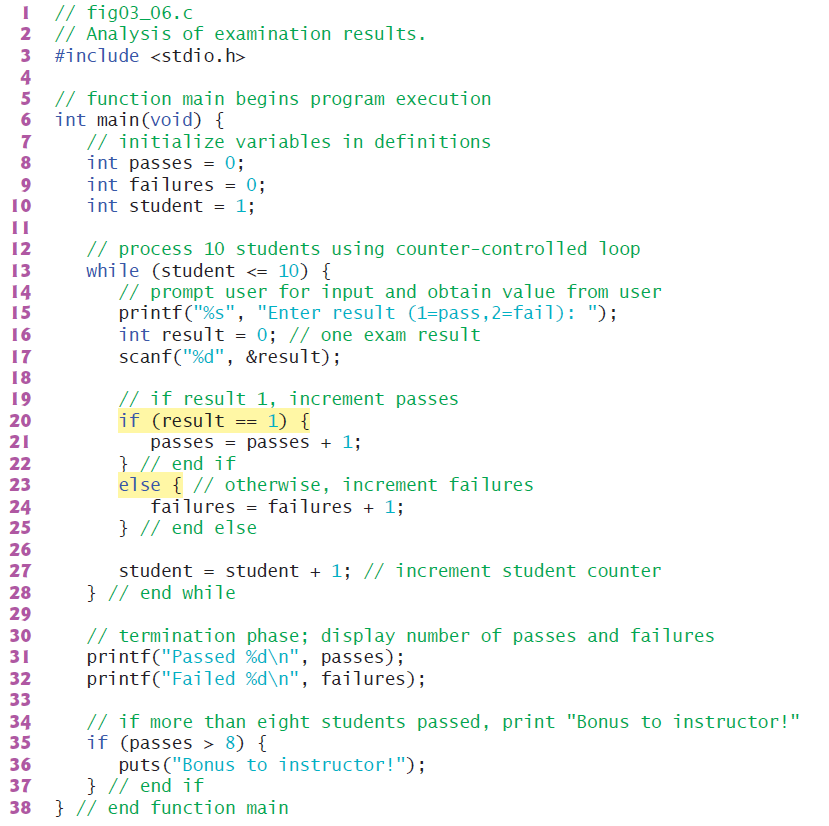 1 // fig03_06.c
2 // Analysis of examination results.
3 #include <stdio.h>
4
5 // function main begins program execution
6 int main(void) {
7    // initialize variables in definitions
8    int passes = 0;
9    int failures = 0;
10    int student = 1;
11
12    // process 10 students using counter-controlled loop
13    while (student <= 10) {
14       // prompt user for input and obtain value from user
15       printf("%s", "Enter result (1=pass,2=fail): ");
16       int result = 0; // one exam result
17       scanf("%d", &result);
18
19       // if result 1, increment passes
20       if (result == 1) {
21          passes = passes + 1;
22       } // end if
23       else { // otherwise, increment failures
24          failures = failures + 1;
25       } // end else
26
27       student = student + 1; // increment student counter
28    } // end while
29
30    // termination phase; display number of passes and failures
31    printf("Passed %d\n", passes);
32    printf("Failed %d\n", failures);
33
34    // if more than eight students passed, print "Bonus to instructor!"
35    if (passes > 8) {
36       puts("Bonus to instructor!");
37    } // end if
38 } // end function main